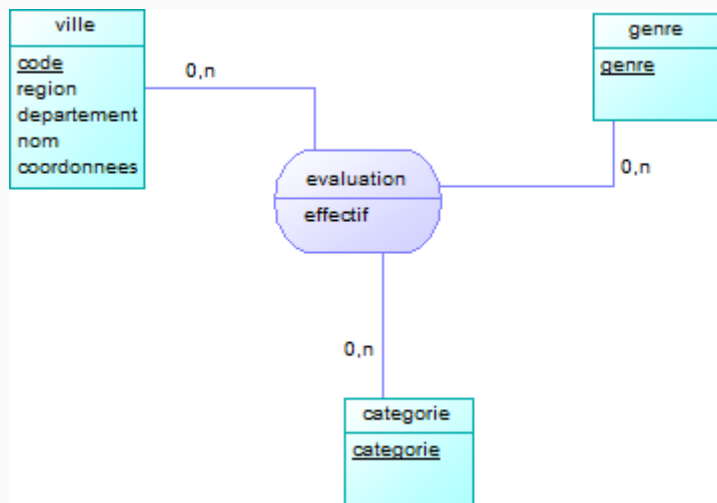 ville
code
region
departement
nom
coordonnees
0,n
genre
genre
0,n
evaluation
effectif
0,n
categorie
categorie